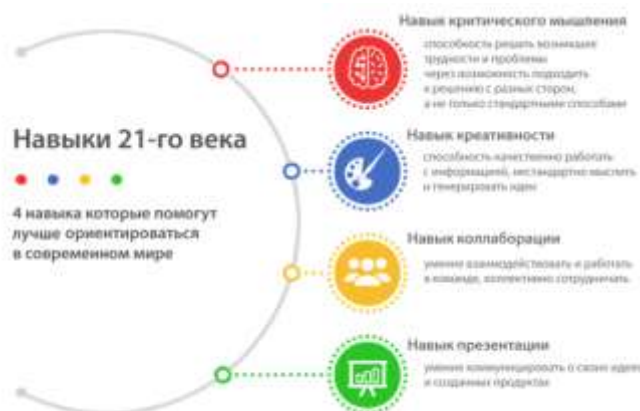 Навыки 21-го века
4 навыка которые помогут
лучше ориентироваться
в современном мире
Навык критического мышления
способность решать возникшие
трудности и проблемы
через возможность подходить
к решению с разных сторон,
а не только стандартными способами
Навык креативности
способность качественно работать
с информацией, нестандартно мыслить
и генерировать идеи
Навык коллаборации
умение взаимодействовать и работать
в команде, коллективно сотрудничать
Навык презентации
умение коммуницировать о своих идеях
и созданных продуктах